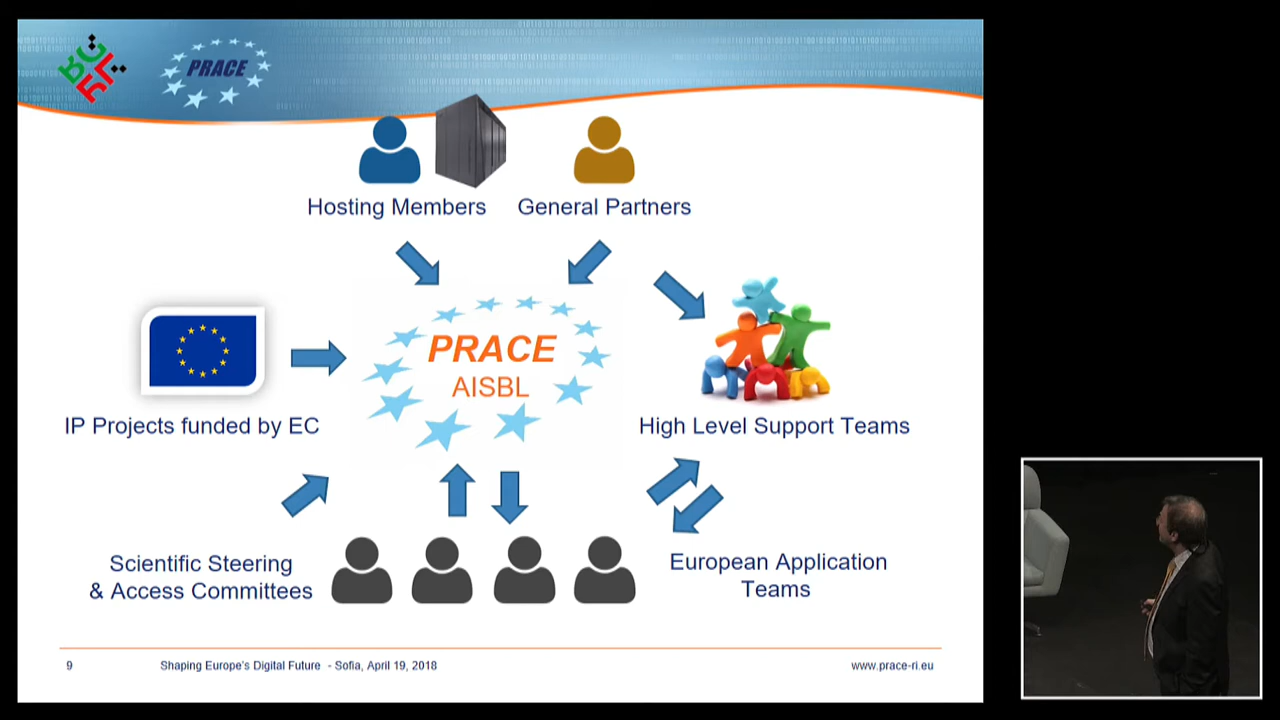 PRACE
Hosting Members
General Partners
PRACE
AISBL
IP Projects funded by EC
High Level Support Teams
Scientific Steering
& Access Committees
European Application
Teams
9
Shaping Europe's Digital Future - Sofia, April 19, 2018
www.prace-ri.eu